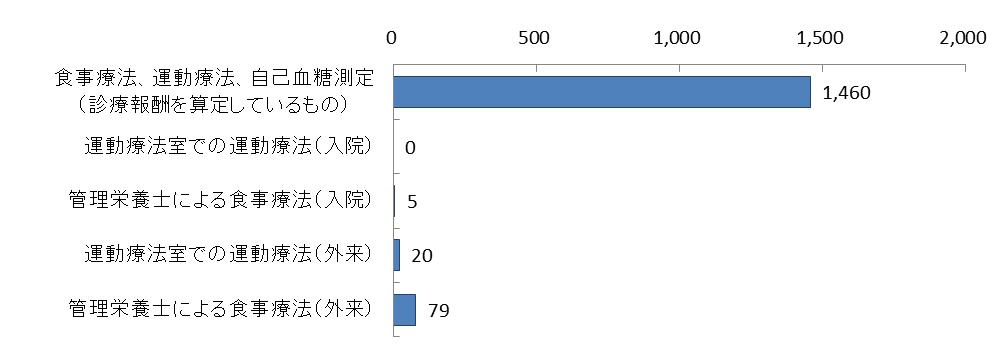 0 500 1,000 1,500 2,000
食事療法、運動療法、自己血糖測定
（診療報酬を算定しているもの）
1,460
運動療法室での運動療法（入院） 0
管理栄養士による食事療法（入院） 5
運動療法室での運動療法（外来） 20
管理栄養士による食事療法（外来） 79